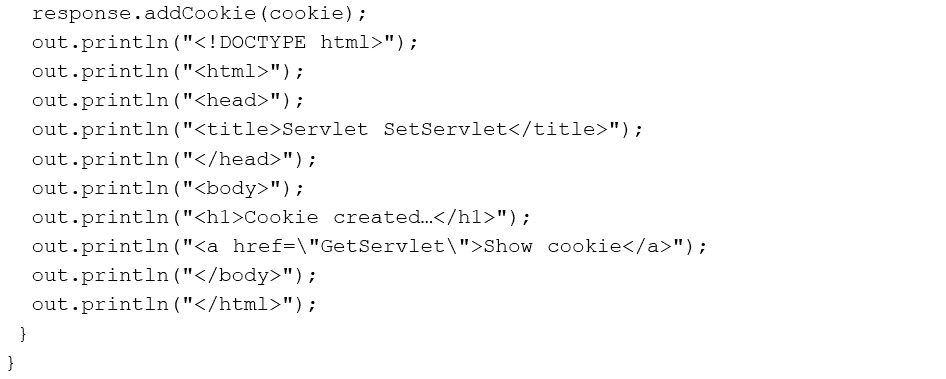 response.addCookie(cookie);
out.println("<!DOCTYPE html>");
out.println("<html>");
out.println("<head>");
out.println("<title>Servlet SetServlet</title>");
out.println("</head>");
out.println("<body>");
out.println("<h1>Cookie created…</h1>");
out.println("<a href=\"GetServlet\">Show cookie</a>");
out.println("</body>");
out.println("</html>");
}
}